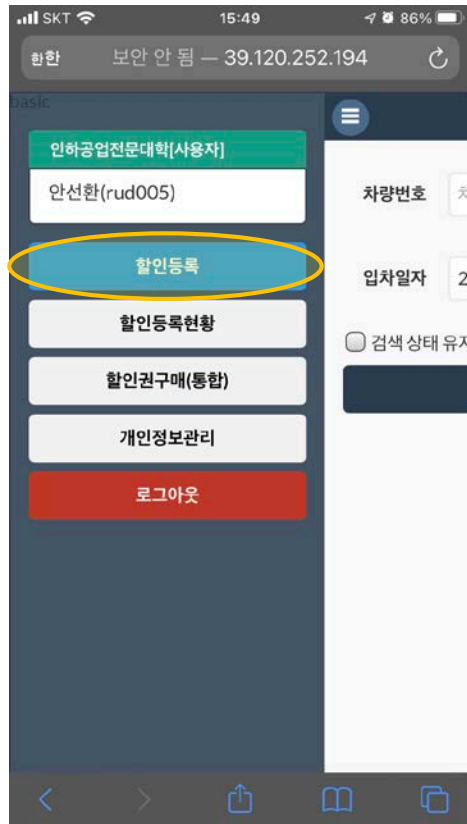 SKT 15:49 86%
한한 보안 안 됨 — 39.120.252.194
basic
인하공업전문대학[사용자]
안선환(rud005)
할인등록
할인등록현황
할인권구매(통합)
개인정보관리
로그아웃
차량번호 차
입차일자 2
검색 상태 유지